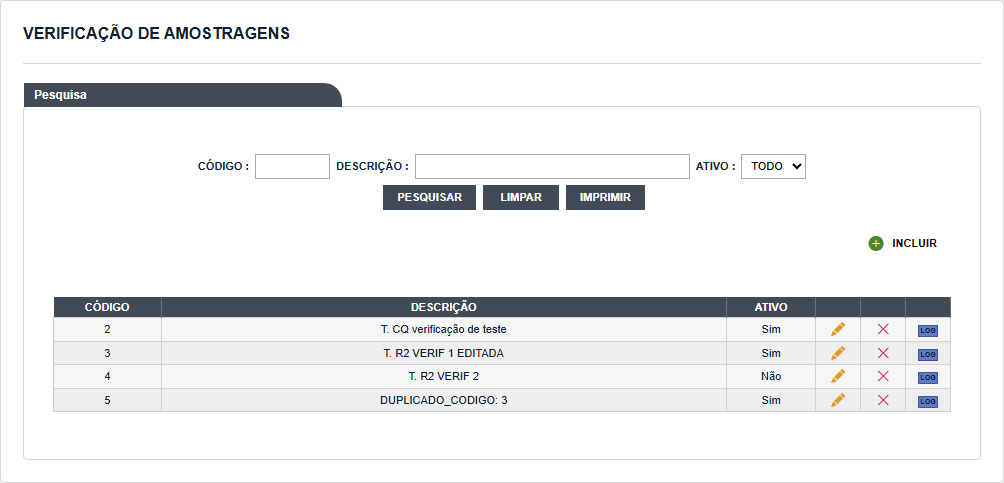 VERIFICAÇÃO DE AMOSTRAGENS
Pesquisa
CÓDIGO : DESCRIÇÃO : ATIVO : TODO
PESQUISAR LIMPAR IMPRIMIR
INCLUIR
CÓDIGO DESCRIÇÃO ATIVO
2 T. CQ verificação de teste Sim LOG
3 T. R2 VERIF 1 EDITADA Sim LOG
4 T. R2 VERIF 2 Não LOG
5 DUPLICADO_CODIGO: 3 Sim LOG